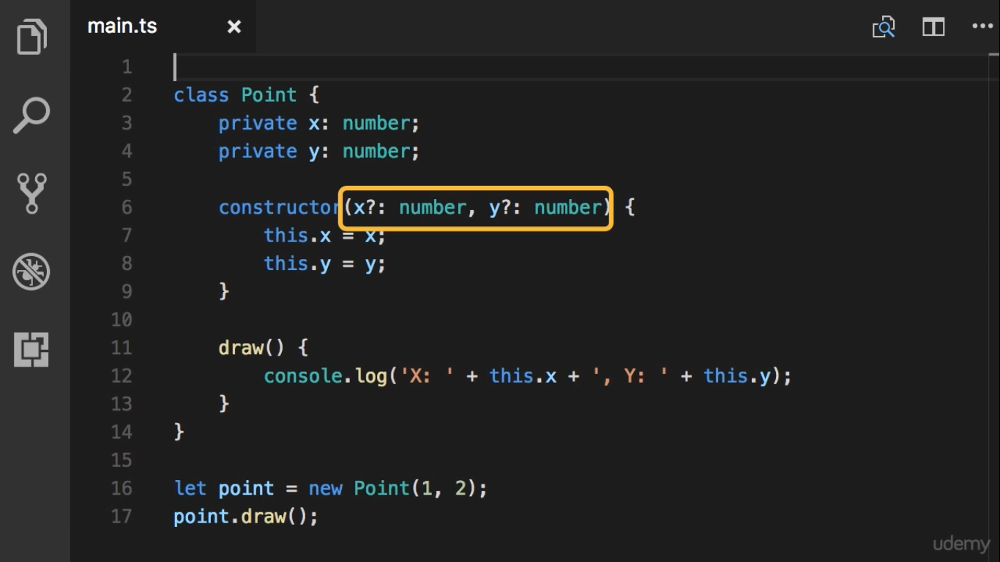 main.ts
1
2 class Point {
3 private x: number;
4 private y: number;
5
6 constructor(x?: number, y?: number) {
7 this.x = x;
8 this.y = y;
9 }
10
11 draw() {
12 console.log('X: ' + this.x + ', Y: ' + this.y);
13 }
14 }
15
16 let point = new Point(1, 2);
17 point.draw();
udemy